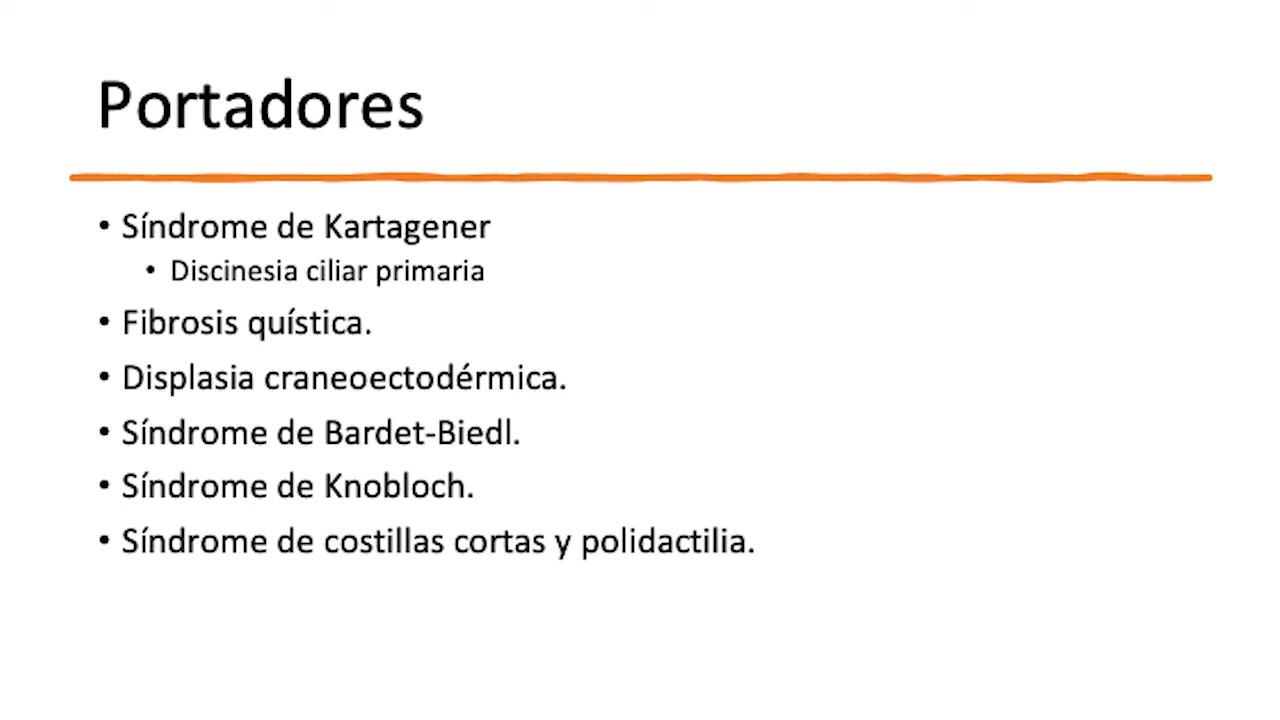 Portadores
• Síndrome de Kartagener
• Discinesia ciliar primaria
• Fibrosis quística.
• Displasia craneoectodérmica.
• Síndrome de Bardet-Biedl.
• Síndrome de Knobloch.
• Síndrome de costillas cortas y polidactilia.